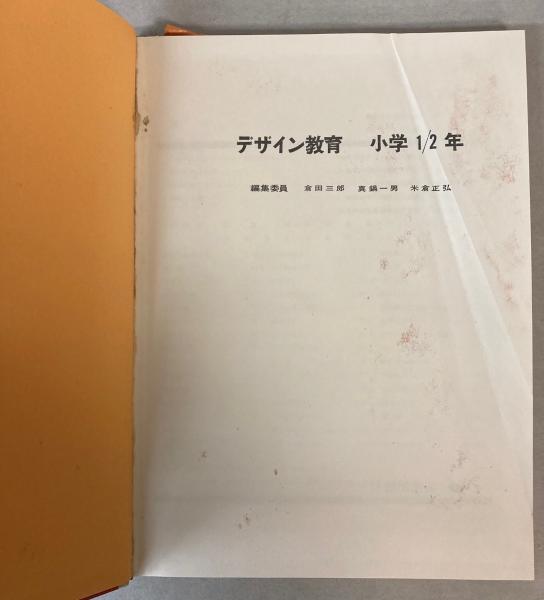 デザイン教育　小学 1/2 年
編集委員　倉田三郎　真鍋一男　米倉正弘